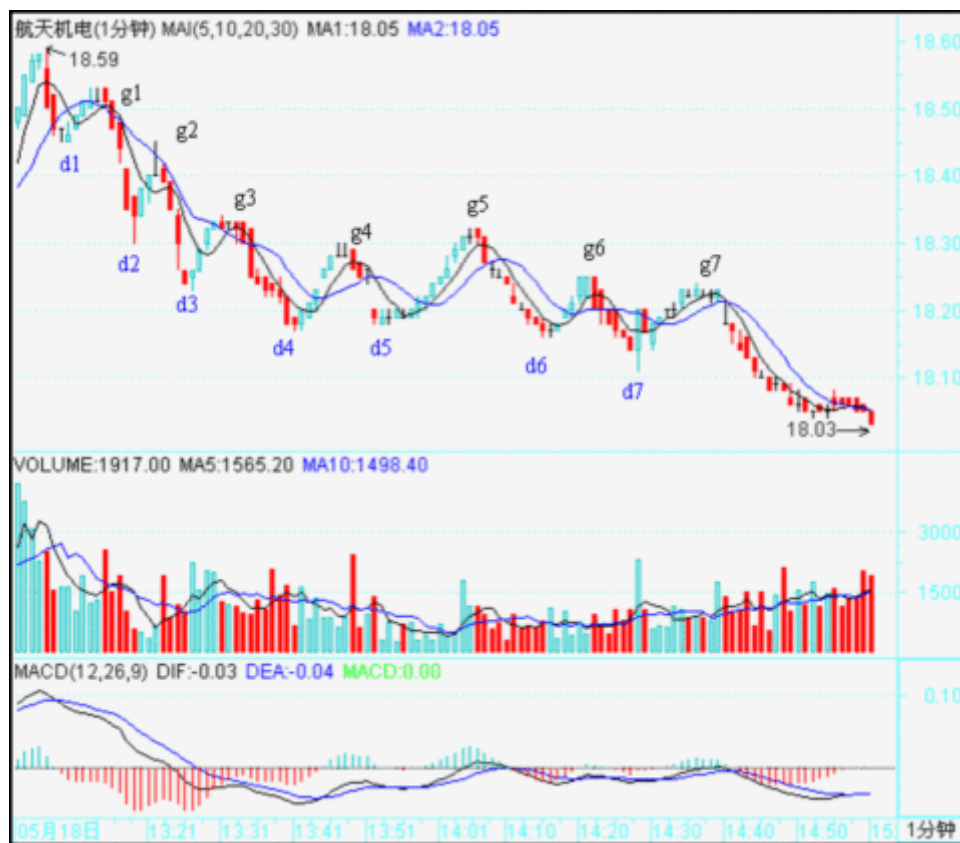 航天机电(1分钟) MAI(5,10,20,30) MA1:18.05 MA2:18.05
18.60
18.59
g1
18.50
g2
d1
18.40
g3
g4
g5
18.30
d2
g6
g7
d3
18.20
d4
d5
d6
d7
18.10
18.03
VOLUME:1917.00 MA5:1565.20 MA10:1498.40
3000
1500
MACD(12,26,9) DIF:-0.03 DEA:-0.04 MACD:0.00
0.10
05月18日 13:21 13:31 13:41 13:51 14:01 14:10 14:20 14:30 14:40 14:50 15: 1分钟